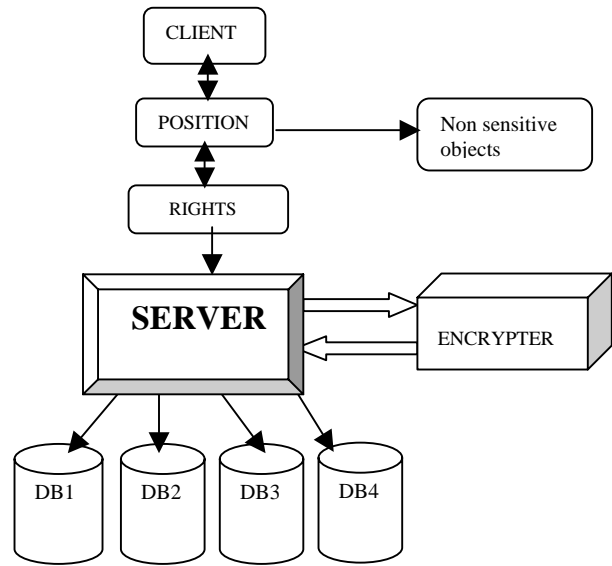 CLIENT
POSITION
Non sensitive
objects
RIGHTS
SERVER
ENCRYPTER
DB1
DB2
DB3
DB4